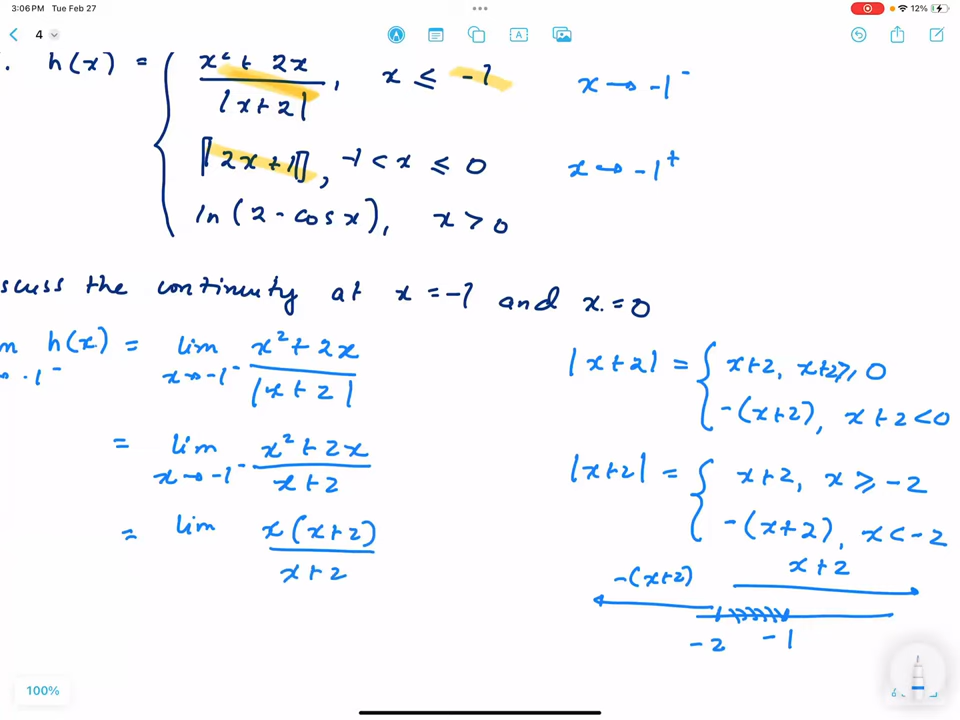 3:06 PM Tue Feb 27
12%
4
. h(x) = { x² + 2x / |x+2| , x ≤ -1    x → -1⁻
⟦2x+1⟧, -1 < x ≤ 0    x → -1⁺
ln(2 - cos x), x > 0
scuss the continuity at x = -1 and x = 0
m h(x) = lim x→-1⁻ x² + 2x / |x+2|
→ -1⁻
= lim x→-1⁻ x² + 2x / x+2
= lim x(x+2) / x+2
|x+2| = { x+2, x+2 ≥ 0
-(x+2), x+2 < 0
|x+2| = { x+2, x ≥ -2
-(x+2), x < -2
-(x+2)    x+2
-2    -1
100%